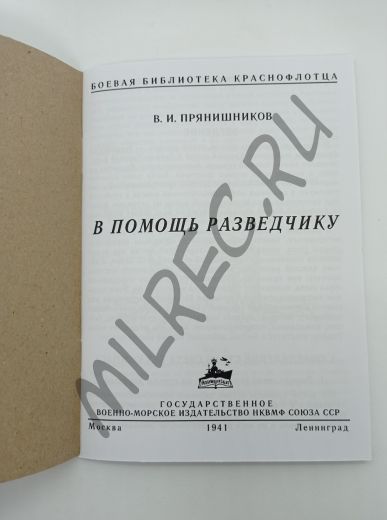 БОЕВАЯ БИБЛИОТЕКА КРАСНОФЛОТЦА
В. И. ПРЯНИШНИКОВ
В ПОМОЩЬ РАЗВЕДЧИКУ
MILREC.RU
ГОСУДАРСТВЕННОЕ
ВОЕННО-МОРСКОЕ ИЗДАТЕЛЬСТВО НКВМФ СОЮЗА ССР
Москва 1941 Ленинград